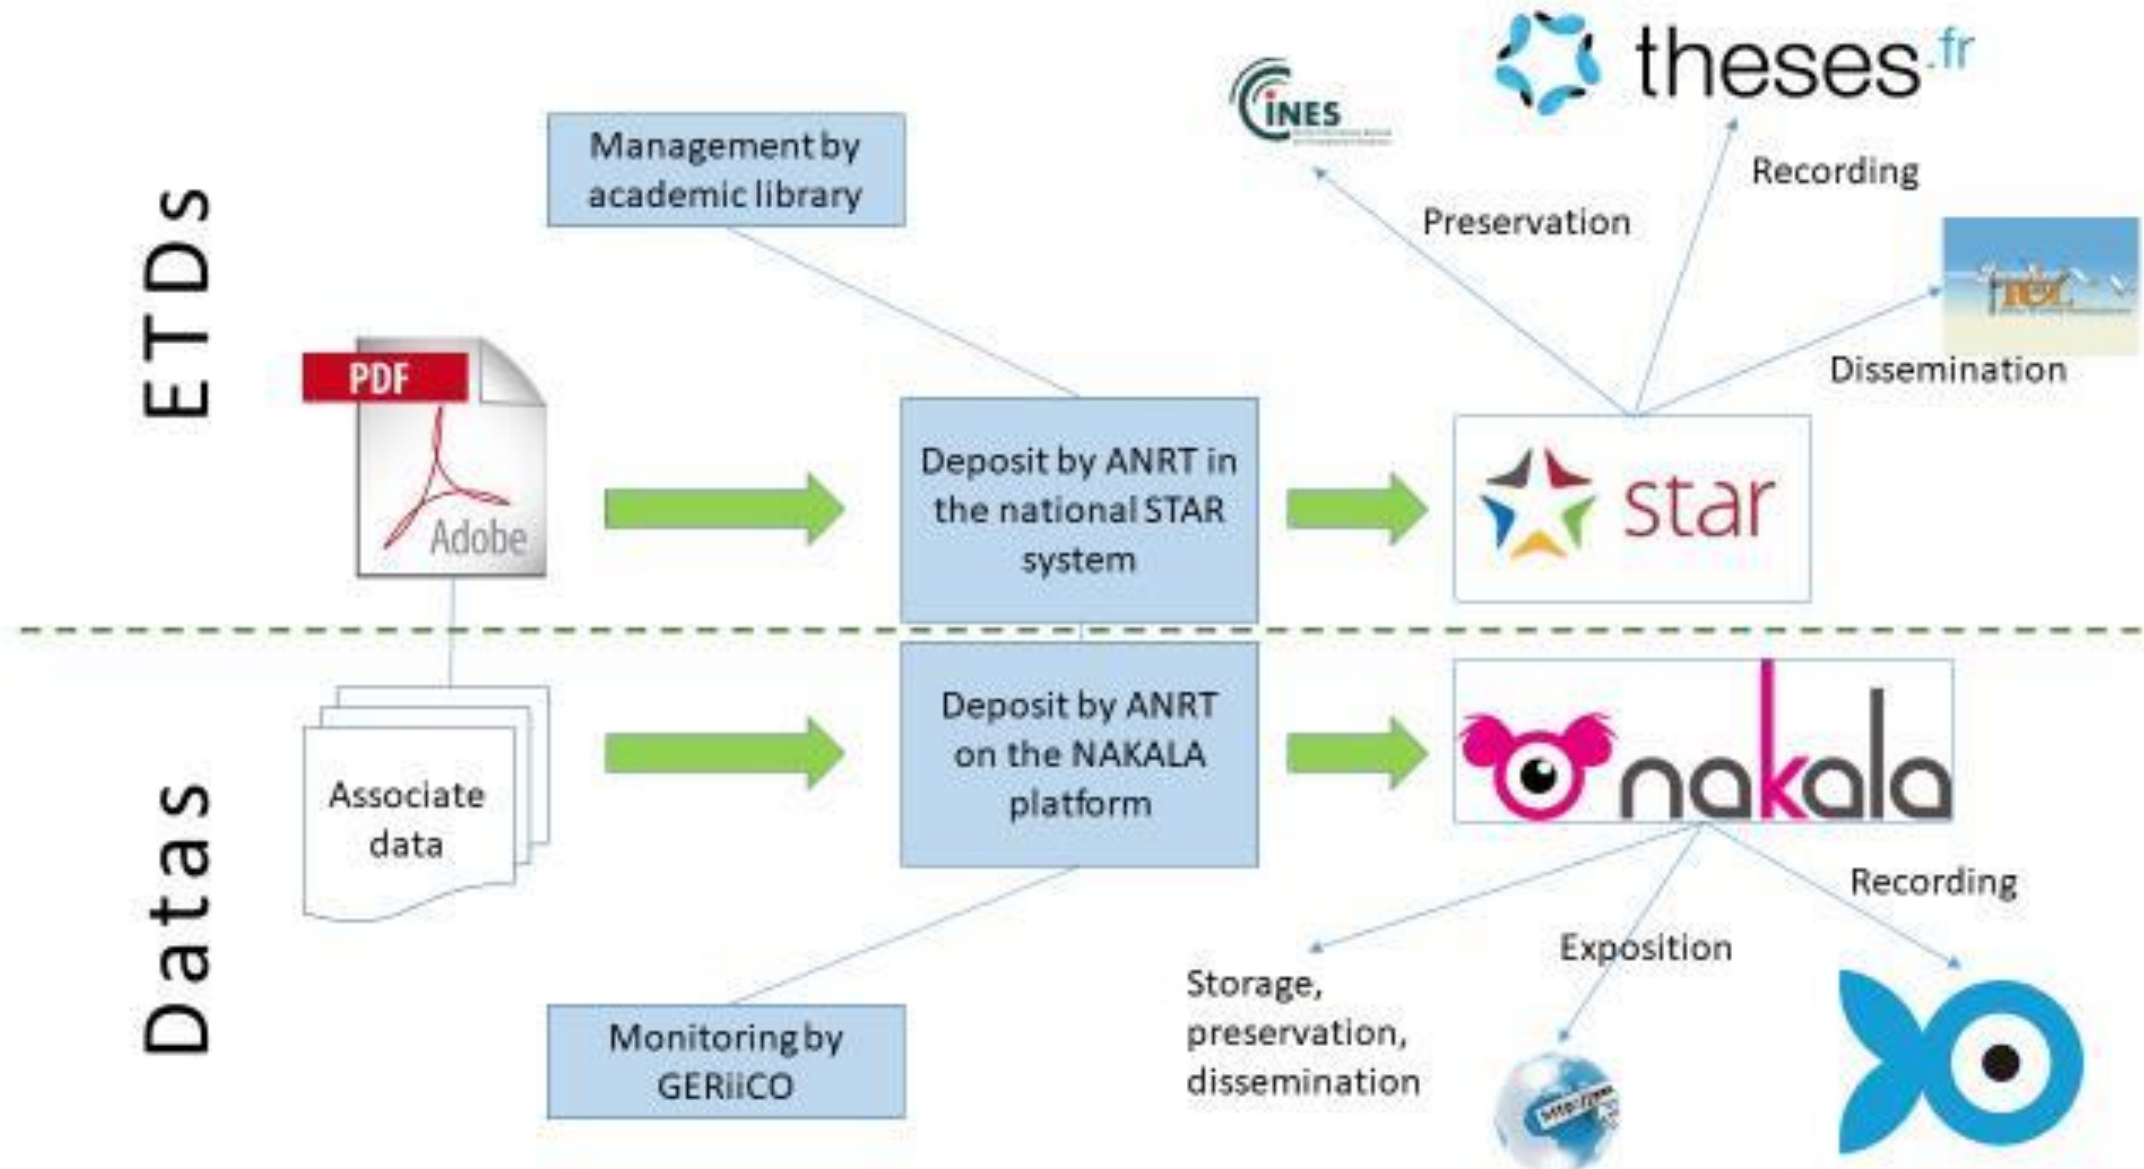 ETDs
Management by
academic library
PDF
Adobe
Deposit by ANRT in
the national STAR
system
CINES
theses.fr
Preservation
Recording
Dissemination
star
Datas
Associate
data
Deposit by ANRT
on the NAKALA
platform
nakala
Monitoring by
GERiiCO
Storage,
preservation,
dissemination
Exposition
Recording